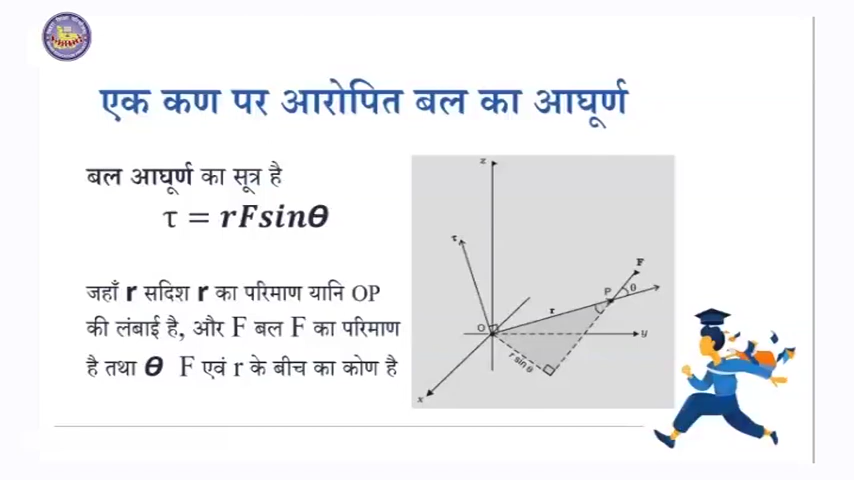 एक कण पर आरोपित बल का आघूर्ण
बल आघूर्ण का सूत्र है
τ = rFsinθ
जहाँ r सदिश r का परिमाण यानि OP
की लंबाई है, और F बल F का परिमाण
है तथा θ F एवं r के बीच का कोण है
z
τ
F
P
θ
r
O
y
r sin θ
x